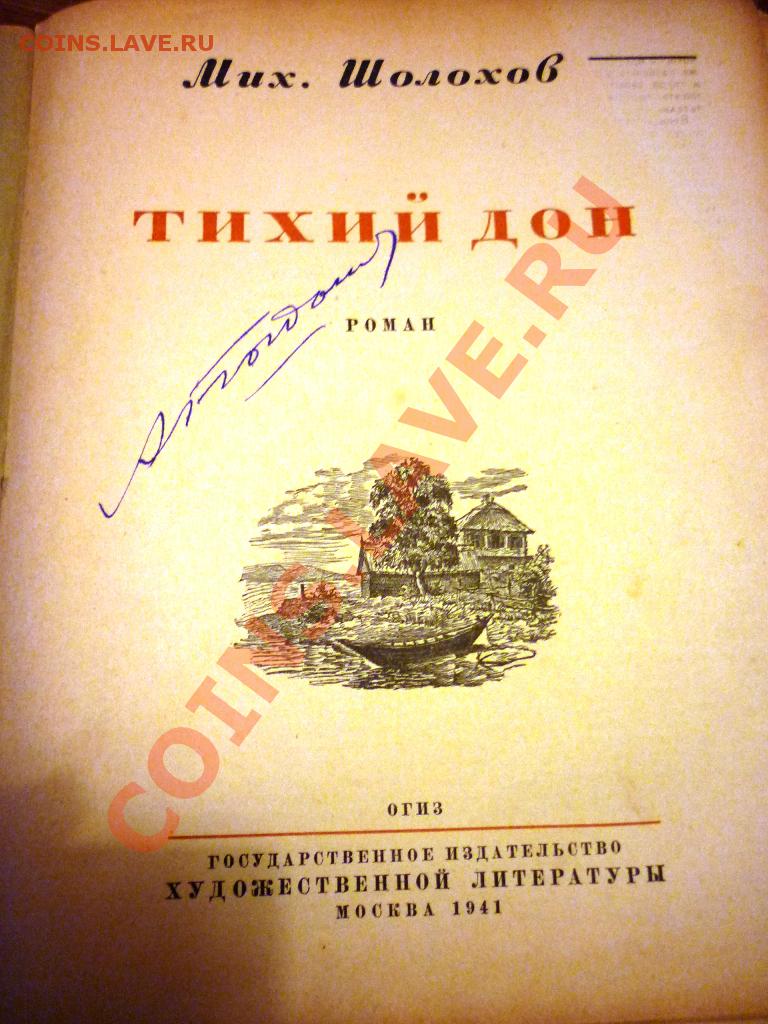 COINS.LAVE.RU
Мих. Шолохов
ТИХИЙ ДОН
РОМАН
COINS.LAVE.RU
ОГИЗ
ГОСУДАРСТВЕННОЕ ИЗДАТЕЛЬСТВО
ХУДОЖЕСТВЕННОЙ ЛИТЕРАТУРЫ
МОСКВА 1941